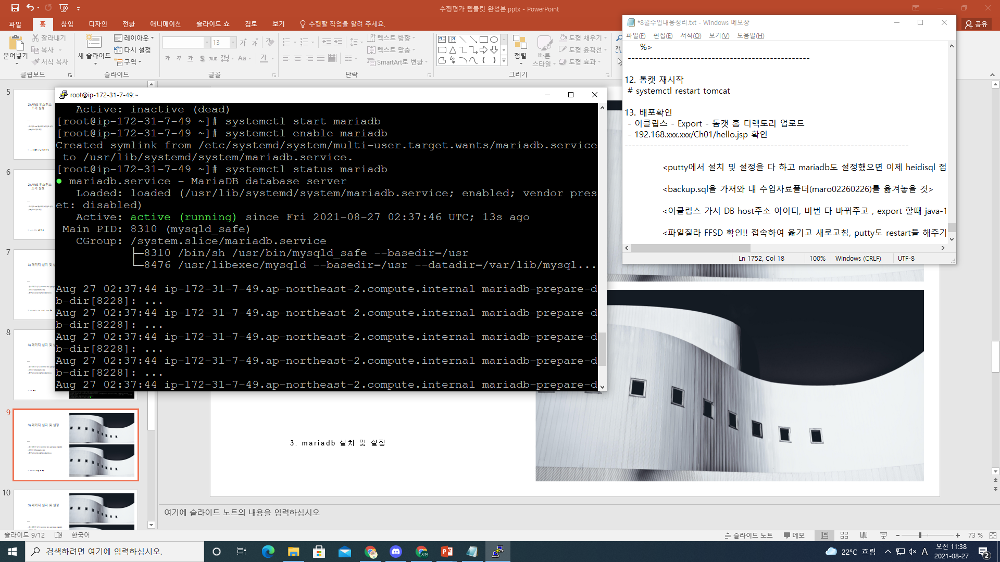 수행평가 템플릿 완성본.pptx - PowerPoint
파일 홈 삽입 디자인 전환 애니메이션 슬라이드 쇼 검토 보기 수행할 작업을 알려 주세요. 공유
붙여넣기
잘라내기
복사
서식 복사
클립보드
새 슬라이드
레이아웃
다시 설정
구역
슬라이드
13
가 가 가 S abc 간 Aa 가
글꼴
텍스트 방향
텍스트 맞춤
SmartArt로 변환
단락
정렬
빠른
스타일
도형 채우기
도형 윤곽선
도형 효과
그리기
*8월수업내용정리.txt - Windows 메모장
파일(F) 편집(E) 서식(O) 보기(V) 도움말(H)
%>
--------------------------------------------------
12. 톰캣 재시작
# systemctl restart tomcat
13. 배포확인
- 이클립스 - Export - 톰캣 홈 디렉토리 업로드
- 192.168.xxx.xxx/Ch01/hello.jsp 확인
------------------------------------------------------------------------------
<putty에서 설치 및 설정을 다 하고 mariadb도 설정했으면 이제 heidisql 접
<backup.sql을 가져와 내 수업자료폴더(maro02260226)를 옮겨놓을 것>
<이클립스 가서 DB host주소 아이디, 비번 다 바꿔주고 , export 할때 java-1
<파일질라 FFSD 확인!! 접속하여 옮기고 새로고침, putty도 restart들 해주기
Ln 1752, Col 18 100% Windows (CRLF) UTF-8
root@ip-172-31-7-49:~
Active: inactive (dead)
[root@ip-172-31-7-49 ~]# systemctl start mariadb
[root@ip-172-31-7-49 ~]# systemctl enable mariadb
Created symlink from /etc/systemd/system/multi-user.target.wants/mariadb.service
to /usr/lib/systemd/system/mariadb.service.
[root@ip-172-31-7-49 ~]# systemctl status mariadb
● mariadb.service - MariaDB database server
Loaded: loaded (/usr/lib/systemd/system/mariadb.service; enabled; vendor pres
et: disabled)
Active: active (running) since Fri 2021-08-27 02:37:46 UTC; 13s ago
Main PID: 8310 (mysqld_safe)
CGroup: /system.slice/mariadb.service
├─8310 /bin/sh /usr/bin/mysqld_safe --basedir=/usr
└─8476 /usr/libexec/mysqld --basedir=/usr --datadir=/var/lib/mysql...
Aug 27 02:37:44 ip-172-31-7-49.ap-northeast-2.compute.internal mariadb-prepare-d
b-dir[8228]: ...
Aug 27 02:37:44 ip-172-31-7-49.ap-northeast-2.compute.internal mariadb-prepare-d
b-dir[8228]: ...
Aug 27 02:37:44 ip-172-31-7-49.ap-northeast-2.compute.internal mariadb-prepare-d
b-dir[8228]: ...
Aug 27 02:37:44 ip-172-31-7-49.ap-northeast-2.compute.internal mariadb-prepare-d
b-dir[8228]: ...
Aug 27 02:37:44 ip-172-31-7-49.ap-northeast-2.compute.internal mariadb-prepare-d
5
2) AWS 인스턴스
초기 설정
6
2) AWS 인스턴스
초기 설정
7
3) 패키지 설치 및 설
8
3) 패키지 설치 및 설
9
3) 패키지 설치 및 설정
10
3) 패키지 설치 및 설정
3. mariadb 설치 및 설정
여기에 슬라이드 노트의 내용을 입력하십시오
슬라이드 9/12 한국어 슬라이드 노트 메모 73 %
검색하려면 여기에 입력하십시오.
22°C 흐림 A 오전 11:38
2021-08-27
2